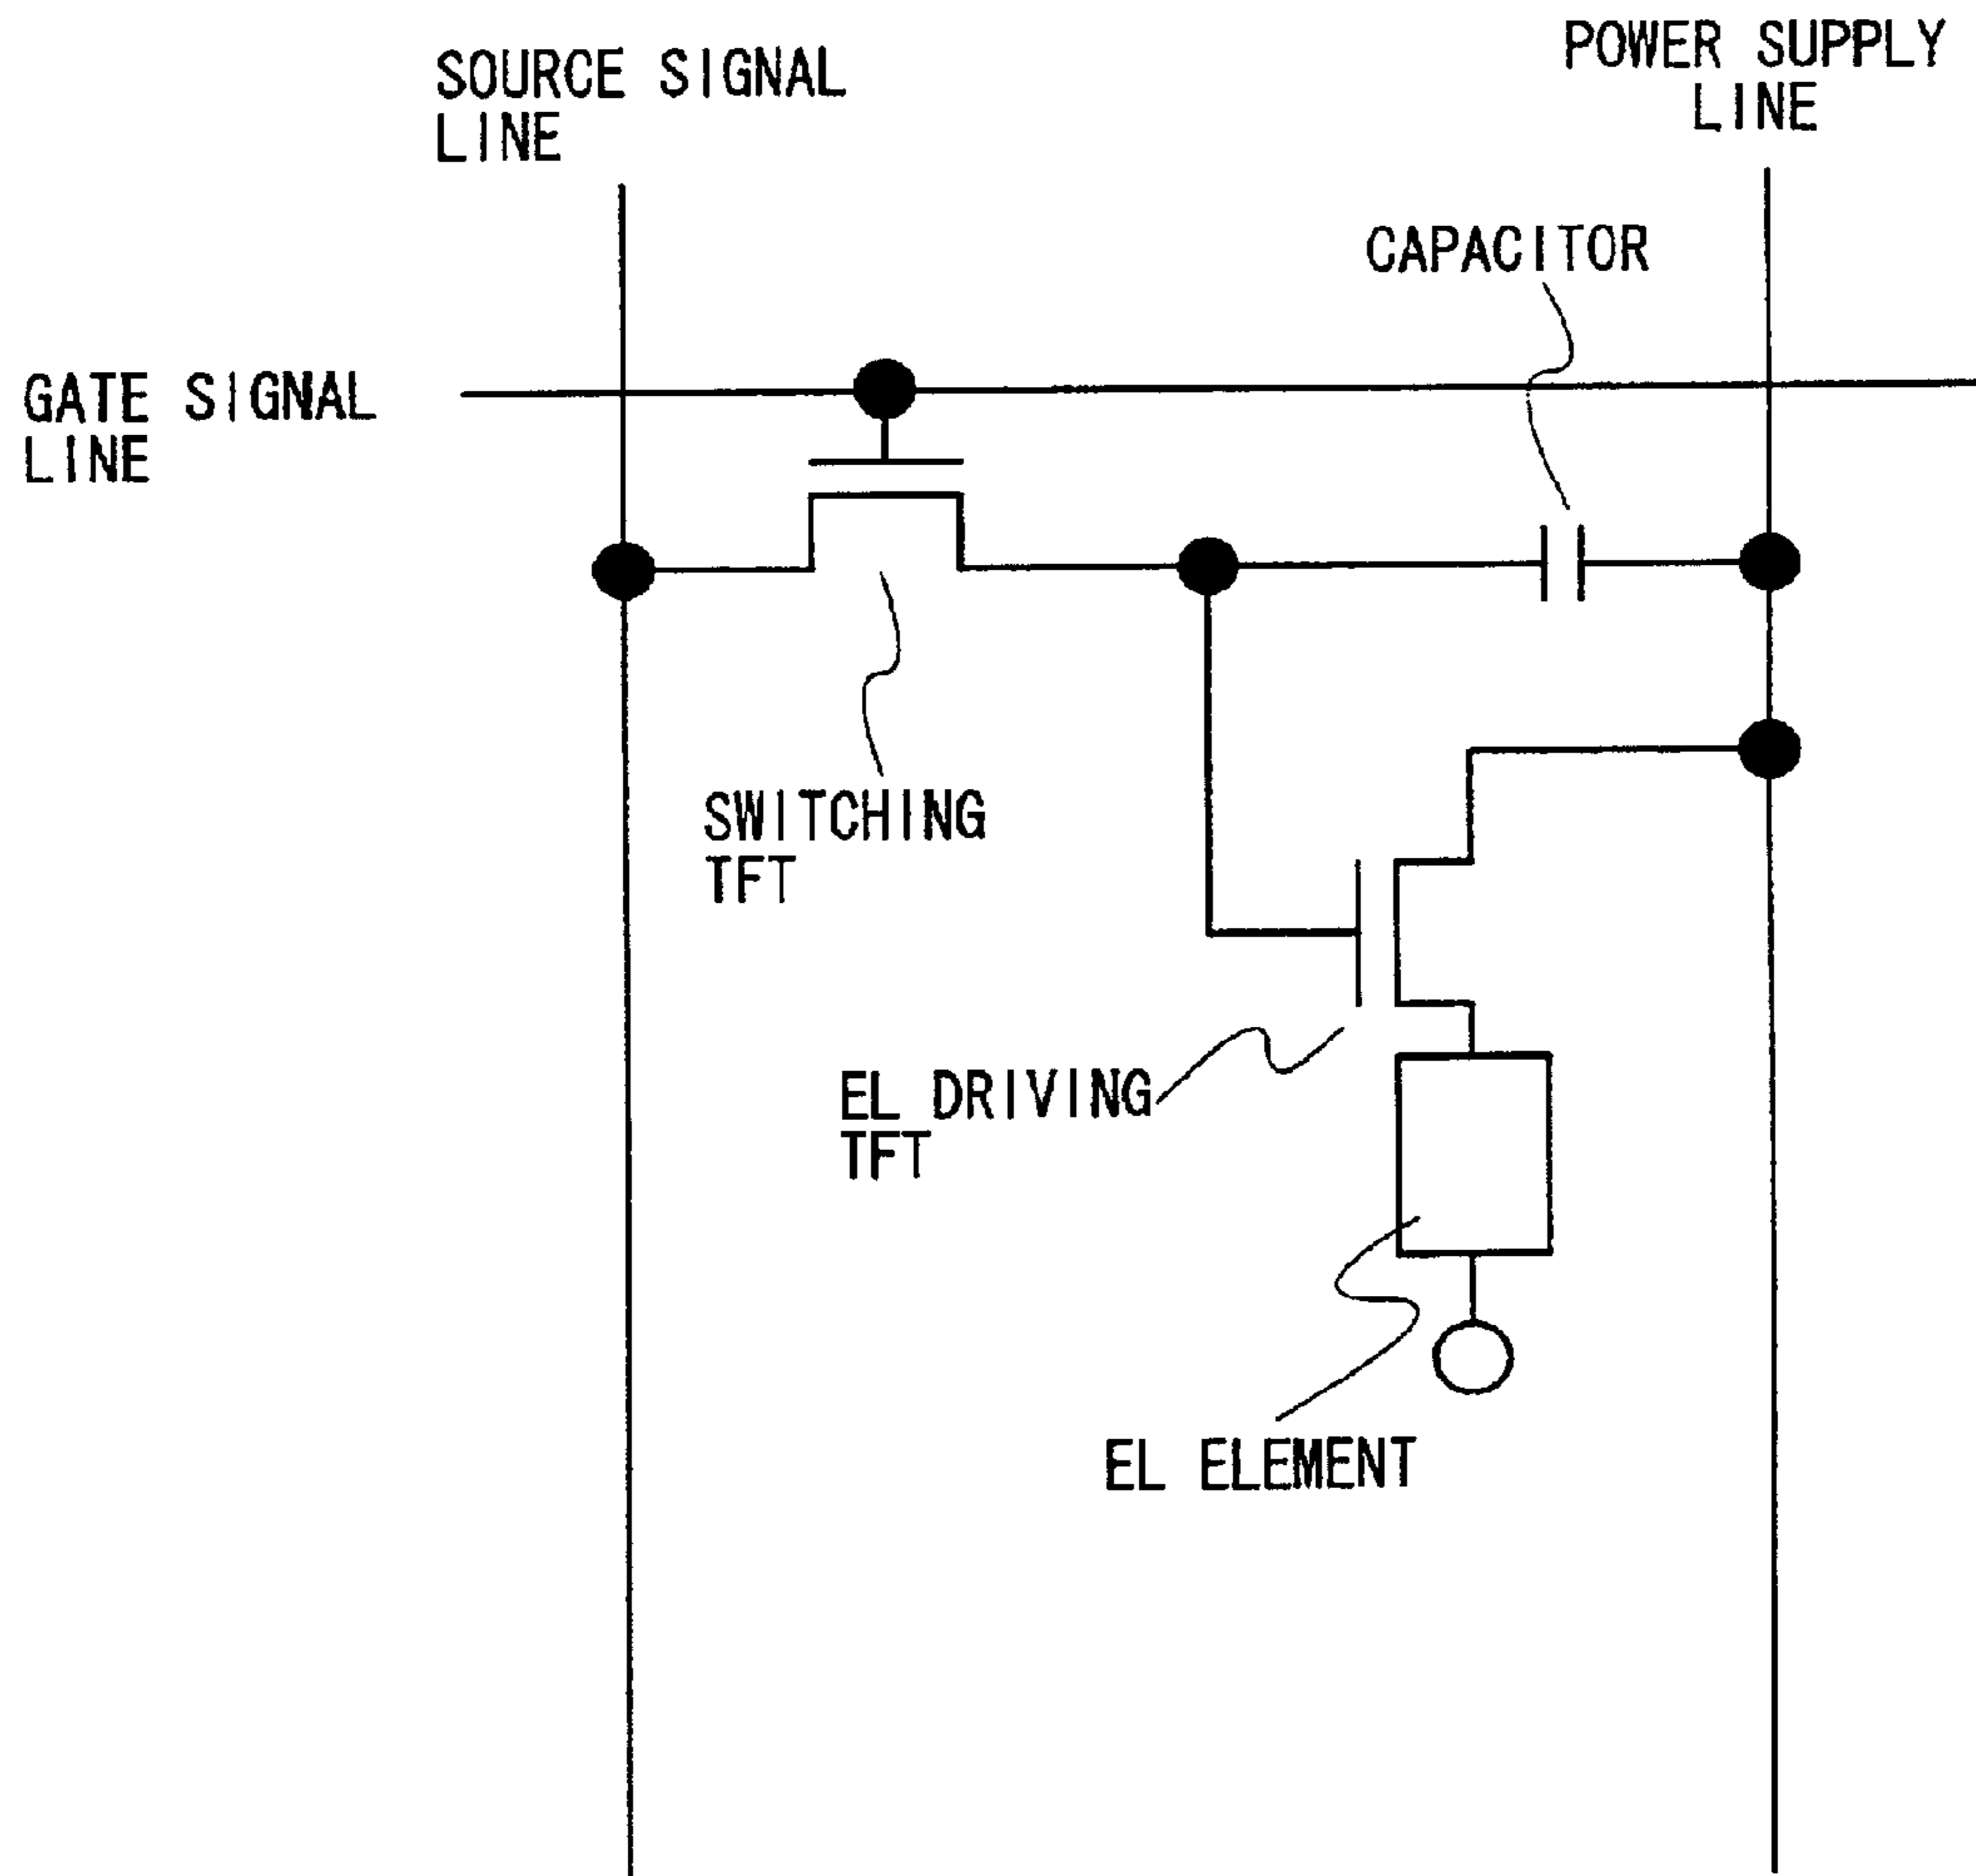 SOURCE SIGNAL
LINE
POWER SUPPLY
LINE
CAPACITOR
GATE SIGNAL
LINE
SWITCHING
TFT
EL DRIVING
TFT
EL ELEMENT